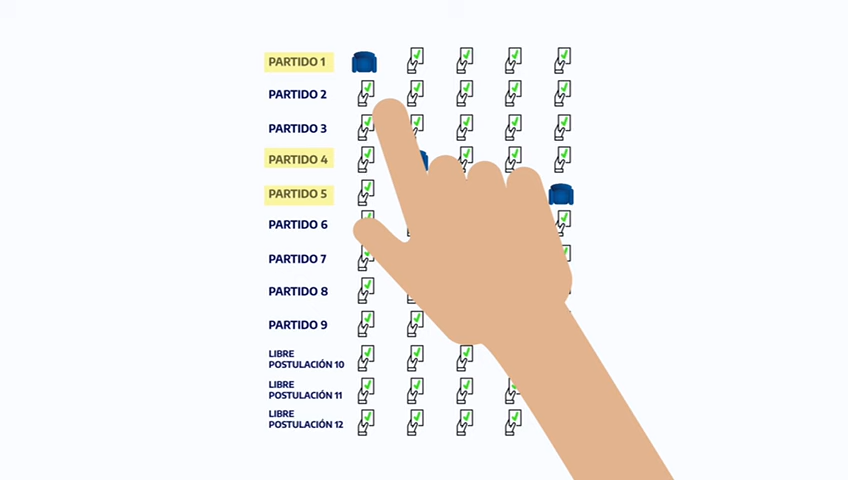 PARTIDO 1
PARTIDO 2
PARTIDO 3
PARTIDO 4
PARTIDO 5
PARTIDO 6
PARTIDO 7
PARTIDO 8
PARTIDO 9
LIBRE
POSTULACIÓN 10
LIBRE
POSTULACIÓN 11
LIBRE
POSTULACIÓN 12